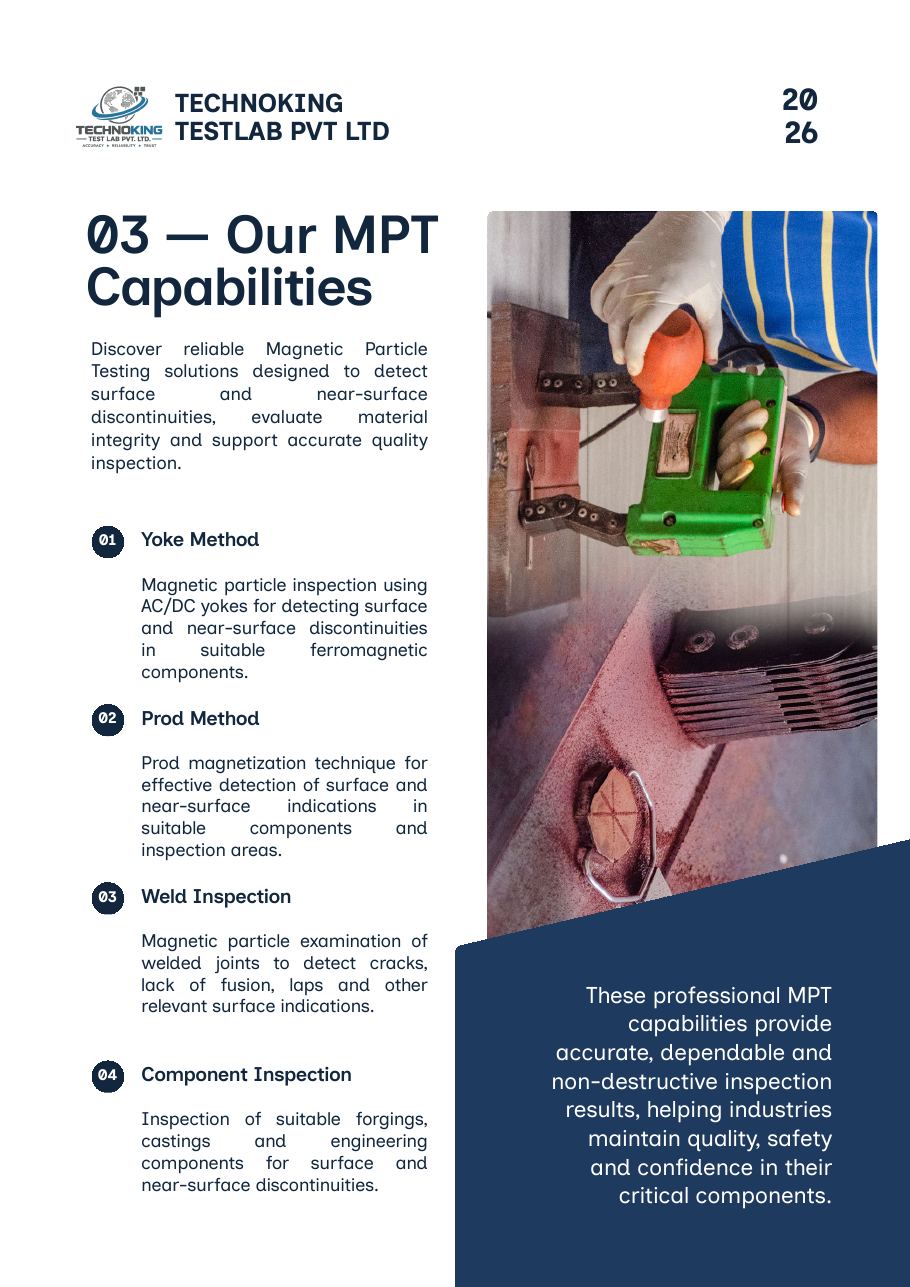 TECHNOKING
TEST LAB PVT. LTD.
ACCURACY • RELIABILITY • TRUST
TECHNOKING
TESTLAB PVT LTD
20
26
03 — Our MPT
Capabilities
Discover reliable Magnetic Particle
Testing solutions designed to detect
surface and near-surface
discontinuities, evaluate material
integrity and support accurate quality
inspection.
01 Yoke Method
Magnetic particle inspection using
AC/DC yokes for detecting surface
and near-surface discontinuities
in suitable ferromagnetic
components.
02 Prod Method
Prod magnetization technique for
effective detection of surface and
near-surface indications in
suitable components and
inspection areas.
03 Weld Inspection
Magnetic particle examination of
welded joints to detect cracks,
lack of fusion, laps and other
relevant surface indications.
04 Component Inspection
Inspection of suitable forgings,
castings and engineering
components for surface and
near-surface discontinuities.
These professional MPT
capabilities provide
accurate, dependable and
non-destructive inspection
results, helping industries
maintain quality, safety
and confidence in their
critical components.